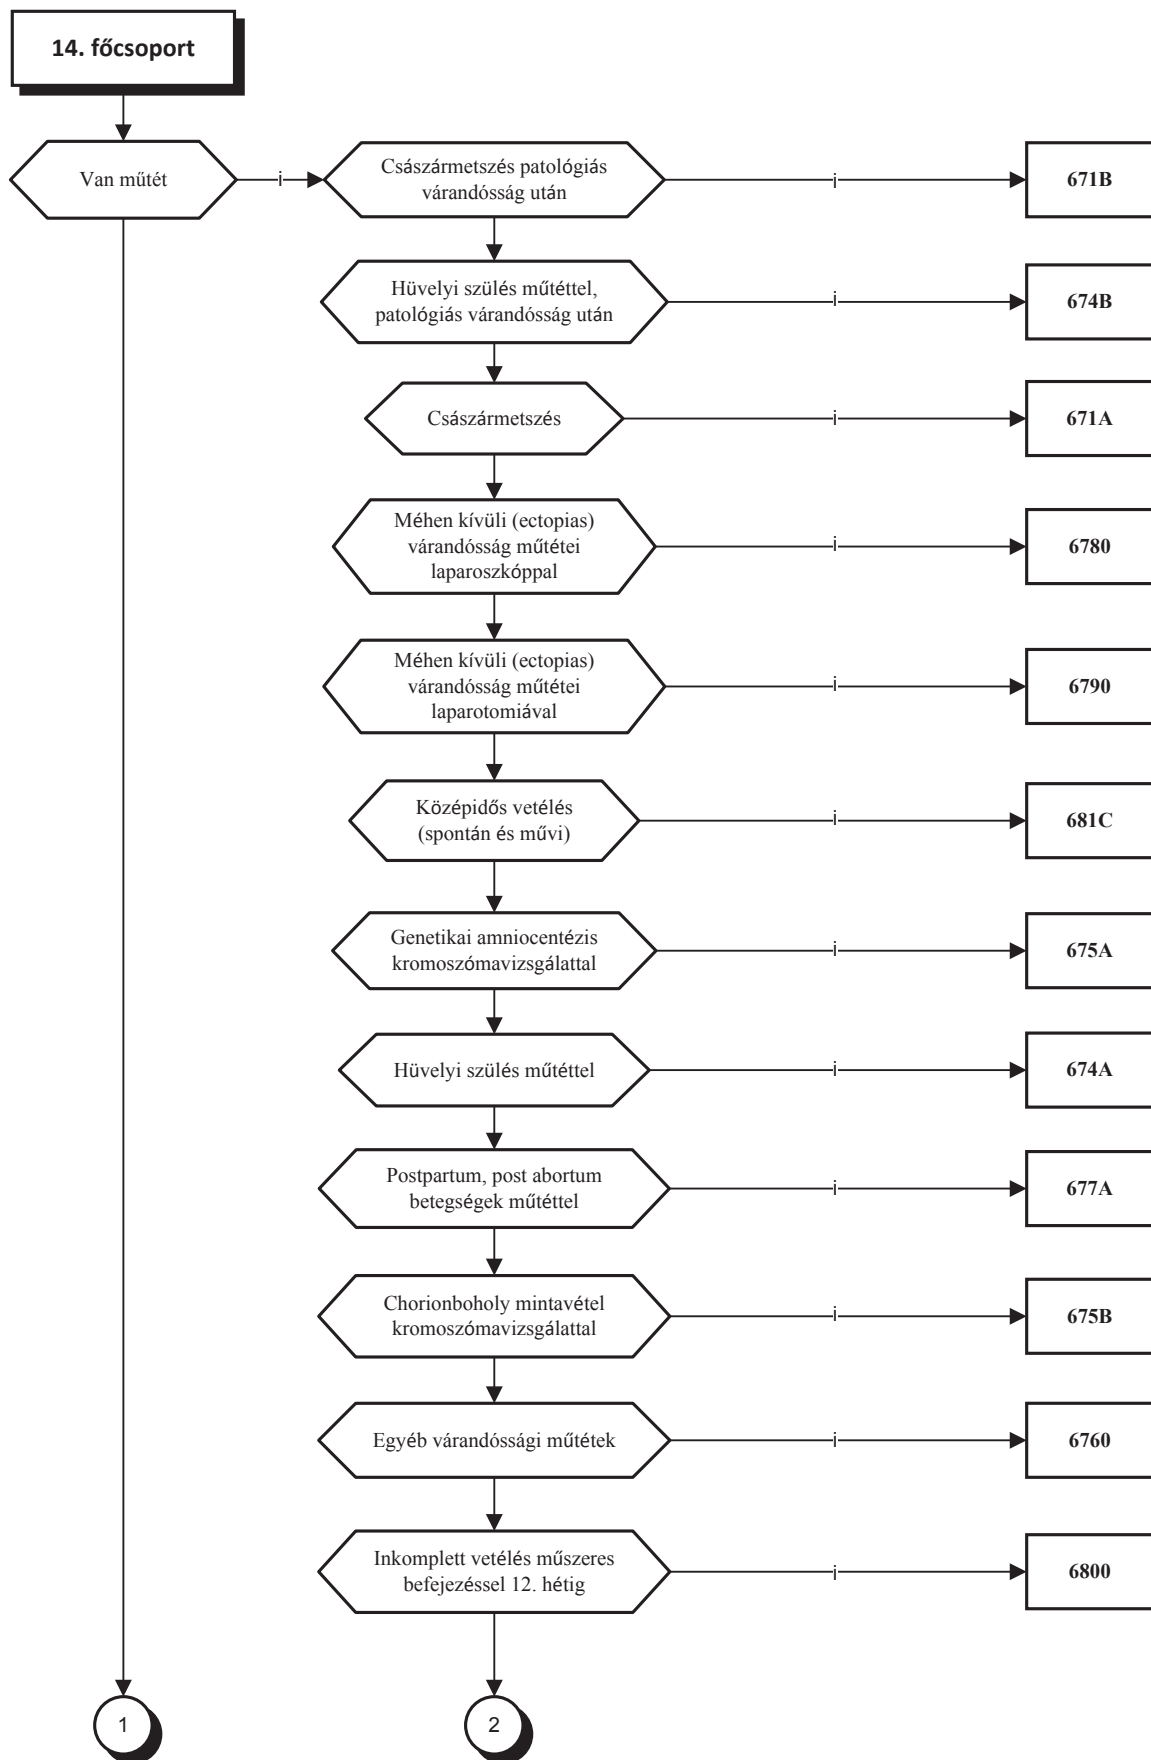 14. főcsoport
Van műtét
i
Császármetszés patológiás
várandósság után
i
671B
Hüvelyi szülés műtéttel,
patológiás várandósság után
i
674B
Császármetszés
i
671A
Méhen kívüli (ectopias)
várandósság műtétei
laparoszkóppal
i
6780
Méhen kívüli (ectopias)
várandósság műtétei
laparotomiával
i
6790
Középidős vetélés
(spontán és művi)
i
681C
Genetikai amniocentézis
kromoszómavizsgálattal
i
675A
Hüvelyi szülés műtéttel
i
674A
Postpartum, post abortum
betegségek műtéttel
i
677A
Chorionboholy mintavétel
kromoszómavizsgálattal
i
675B
Egyéb várandóssági műtétek
i
6760
Inkomplett vetélés műszeres
befejezéssel 12. hétig
i
6800
1
2